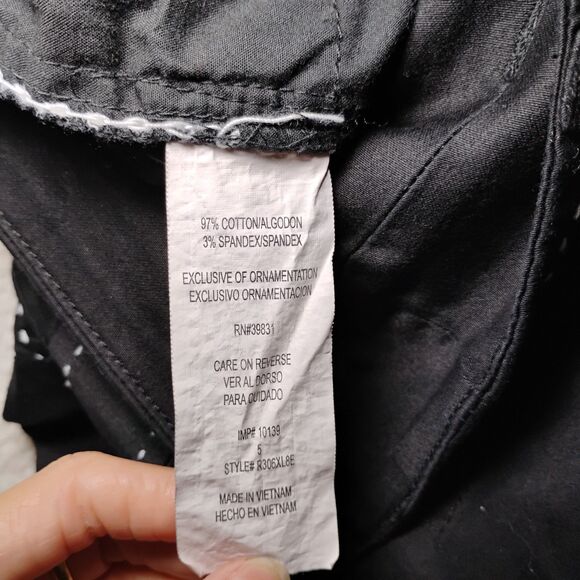 97% COTTON/ALGODON
3% SPANDEX/SPANDEX
EXCLUSIVE OF ORNAMENTATION
EXCLUSIVO ORNAMENTACION
RN#39831
CARE ON REVERSE
VER AL DORSO
PARA CUIDADO
IMP# 10139
5
STYLE# R306XL8E
MADE IN VIETNAM
HECHO EN VIETNAM